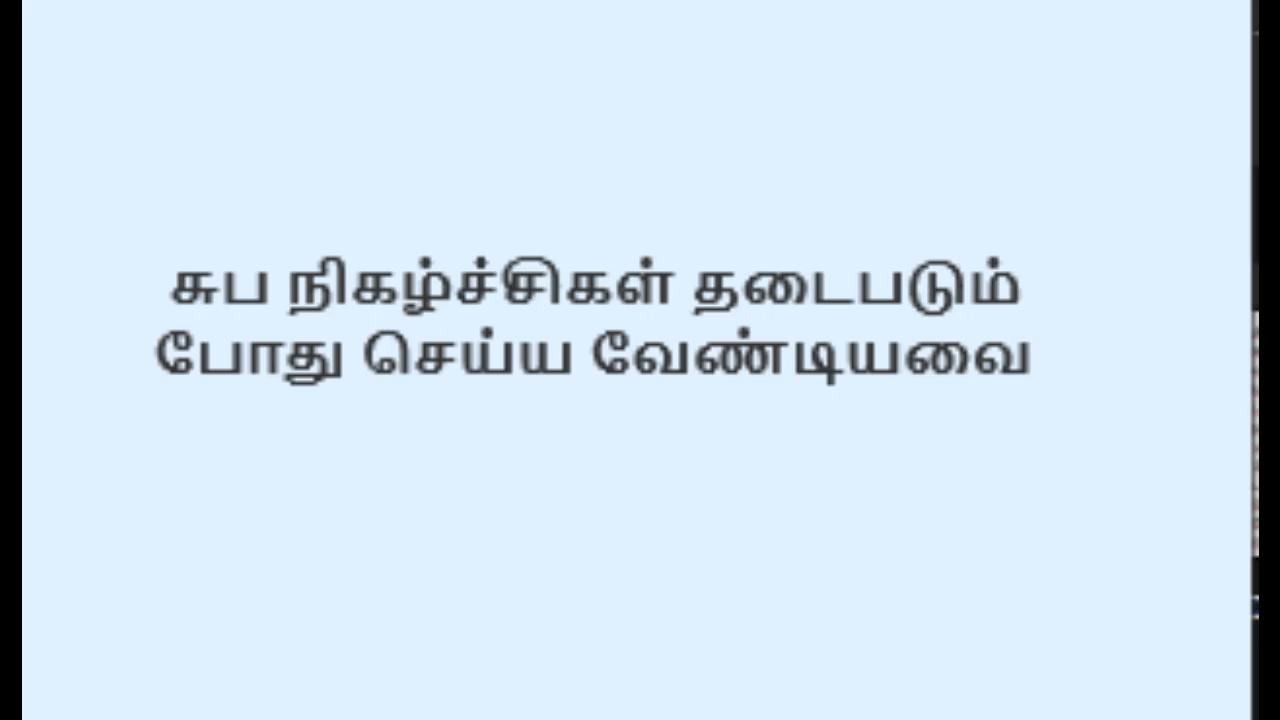 சுப நிகழ்ச்சிகள் தடைபடும்
போது செய்ய வேண்டியவை